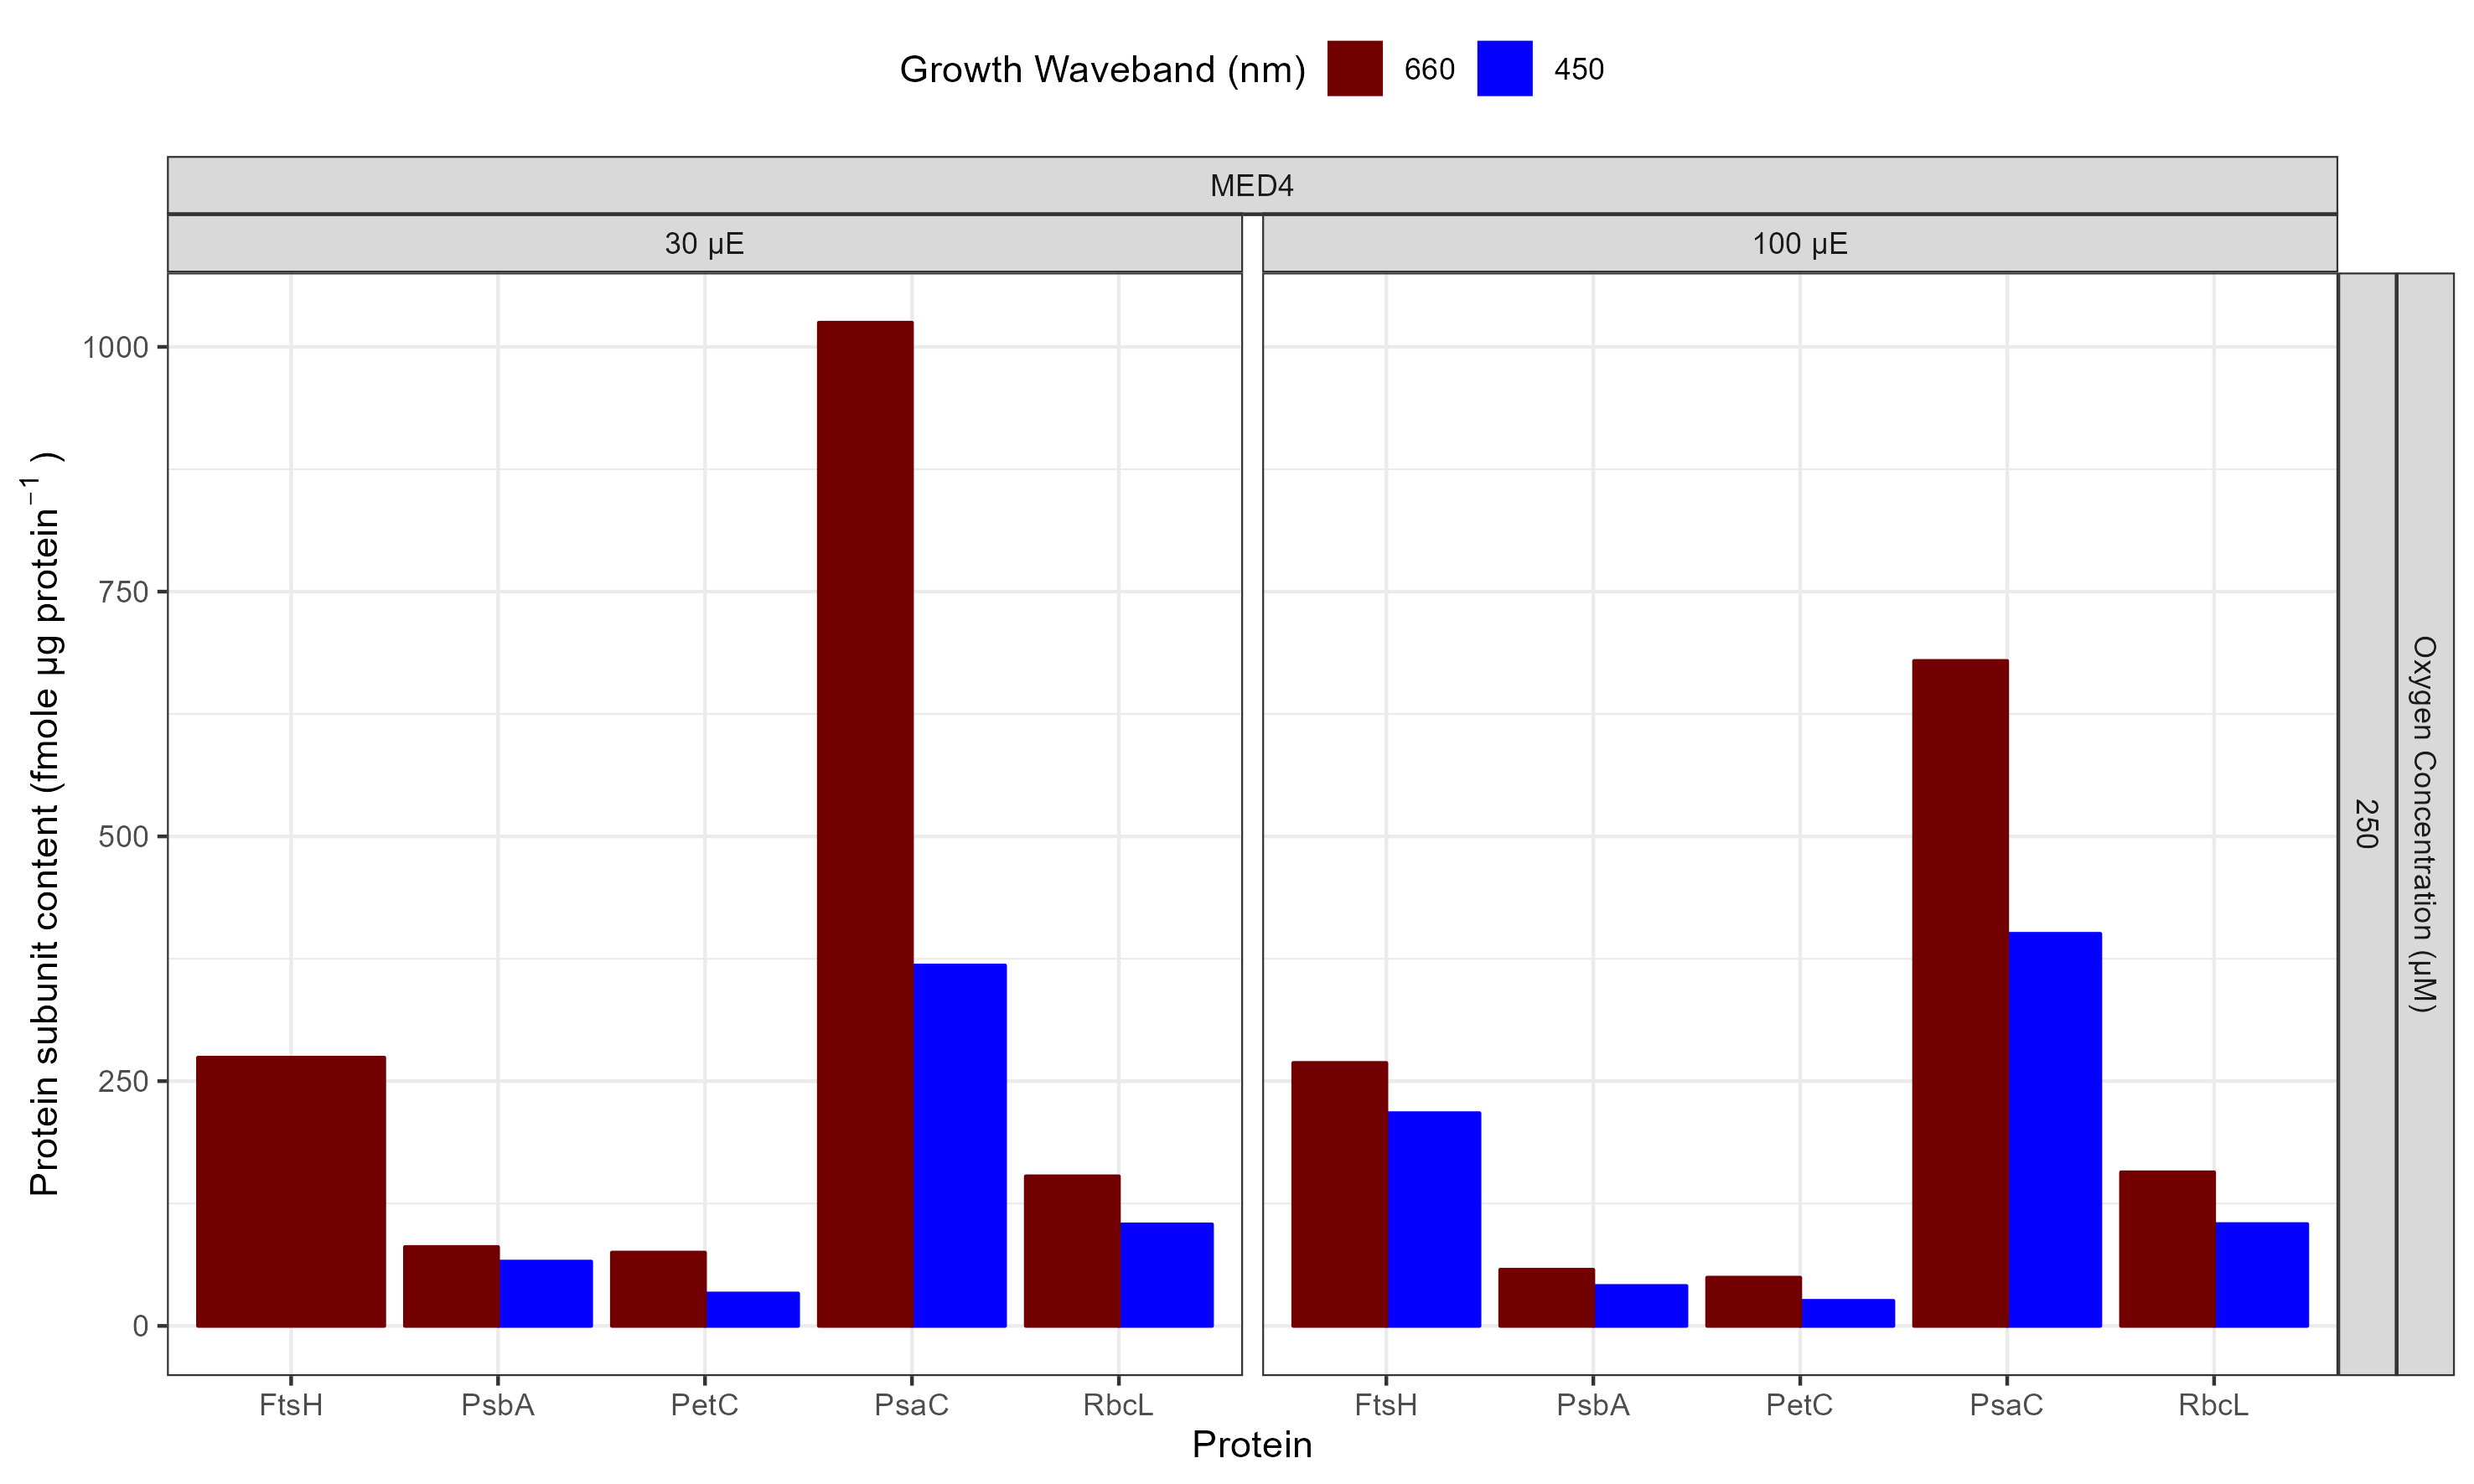 Growth Waveband (nm) 660 450
MED4
30 µE 100 µE
1000
750
500
250
0
Protein subunit content (fmole µg protein⁻¹ )
250
Oxygen Concentration (µM)
FtsH PsbA PetC PsaC RbcL FtsH PsbA PetC PsaC RbcL
Protein